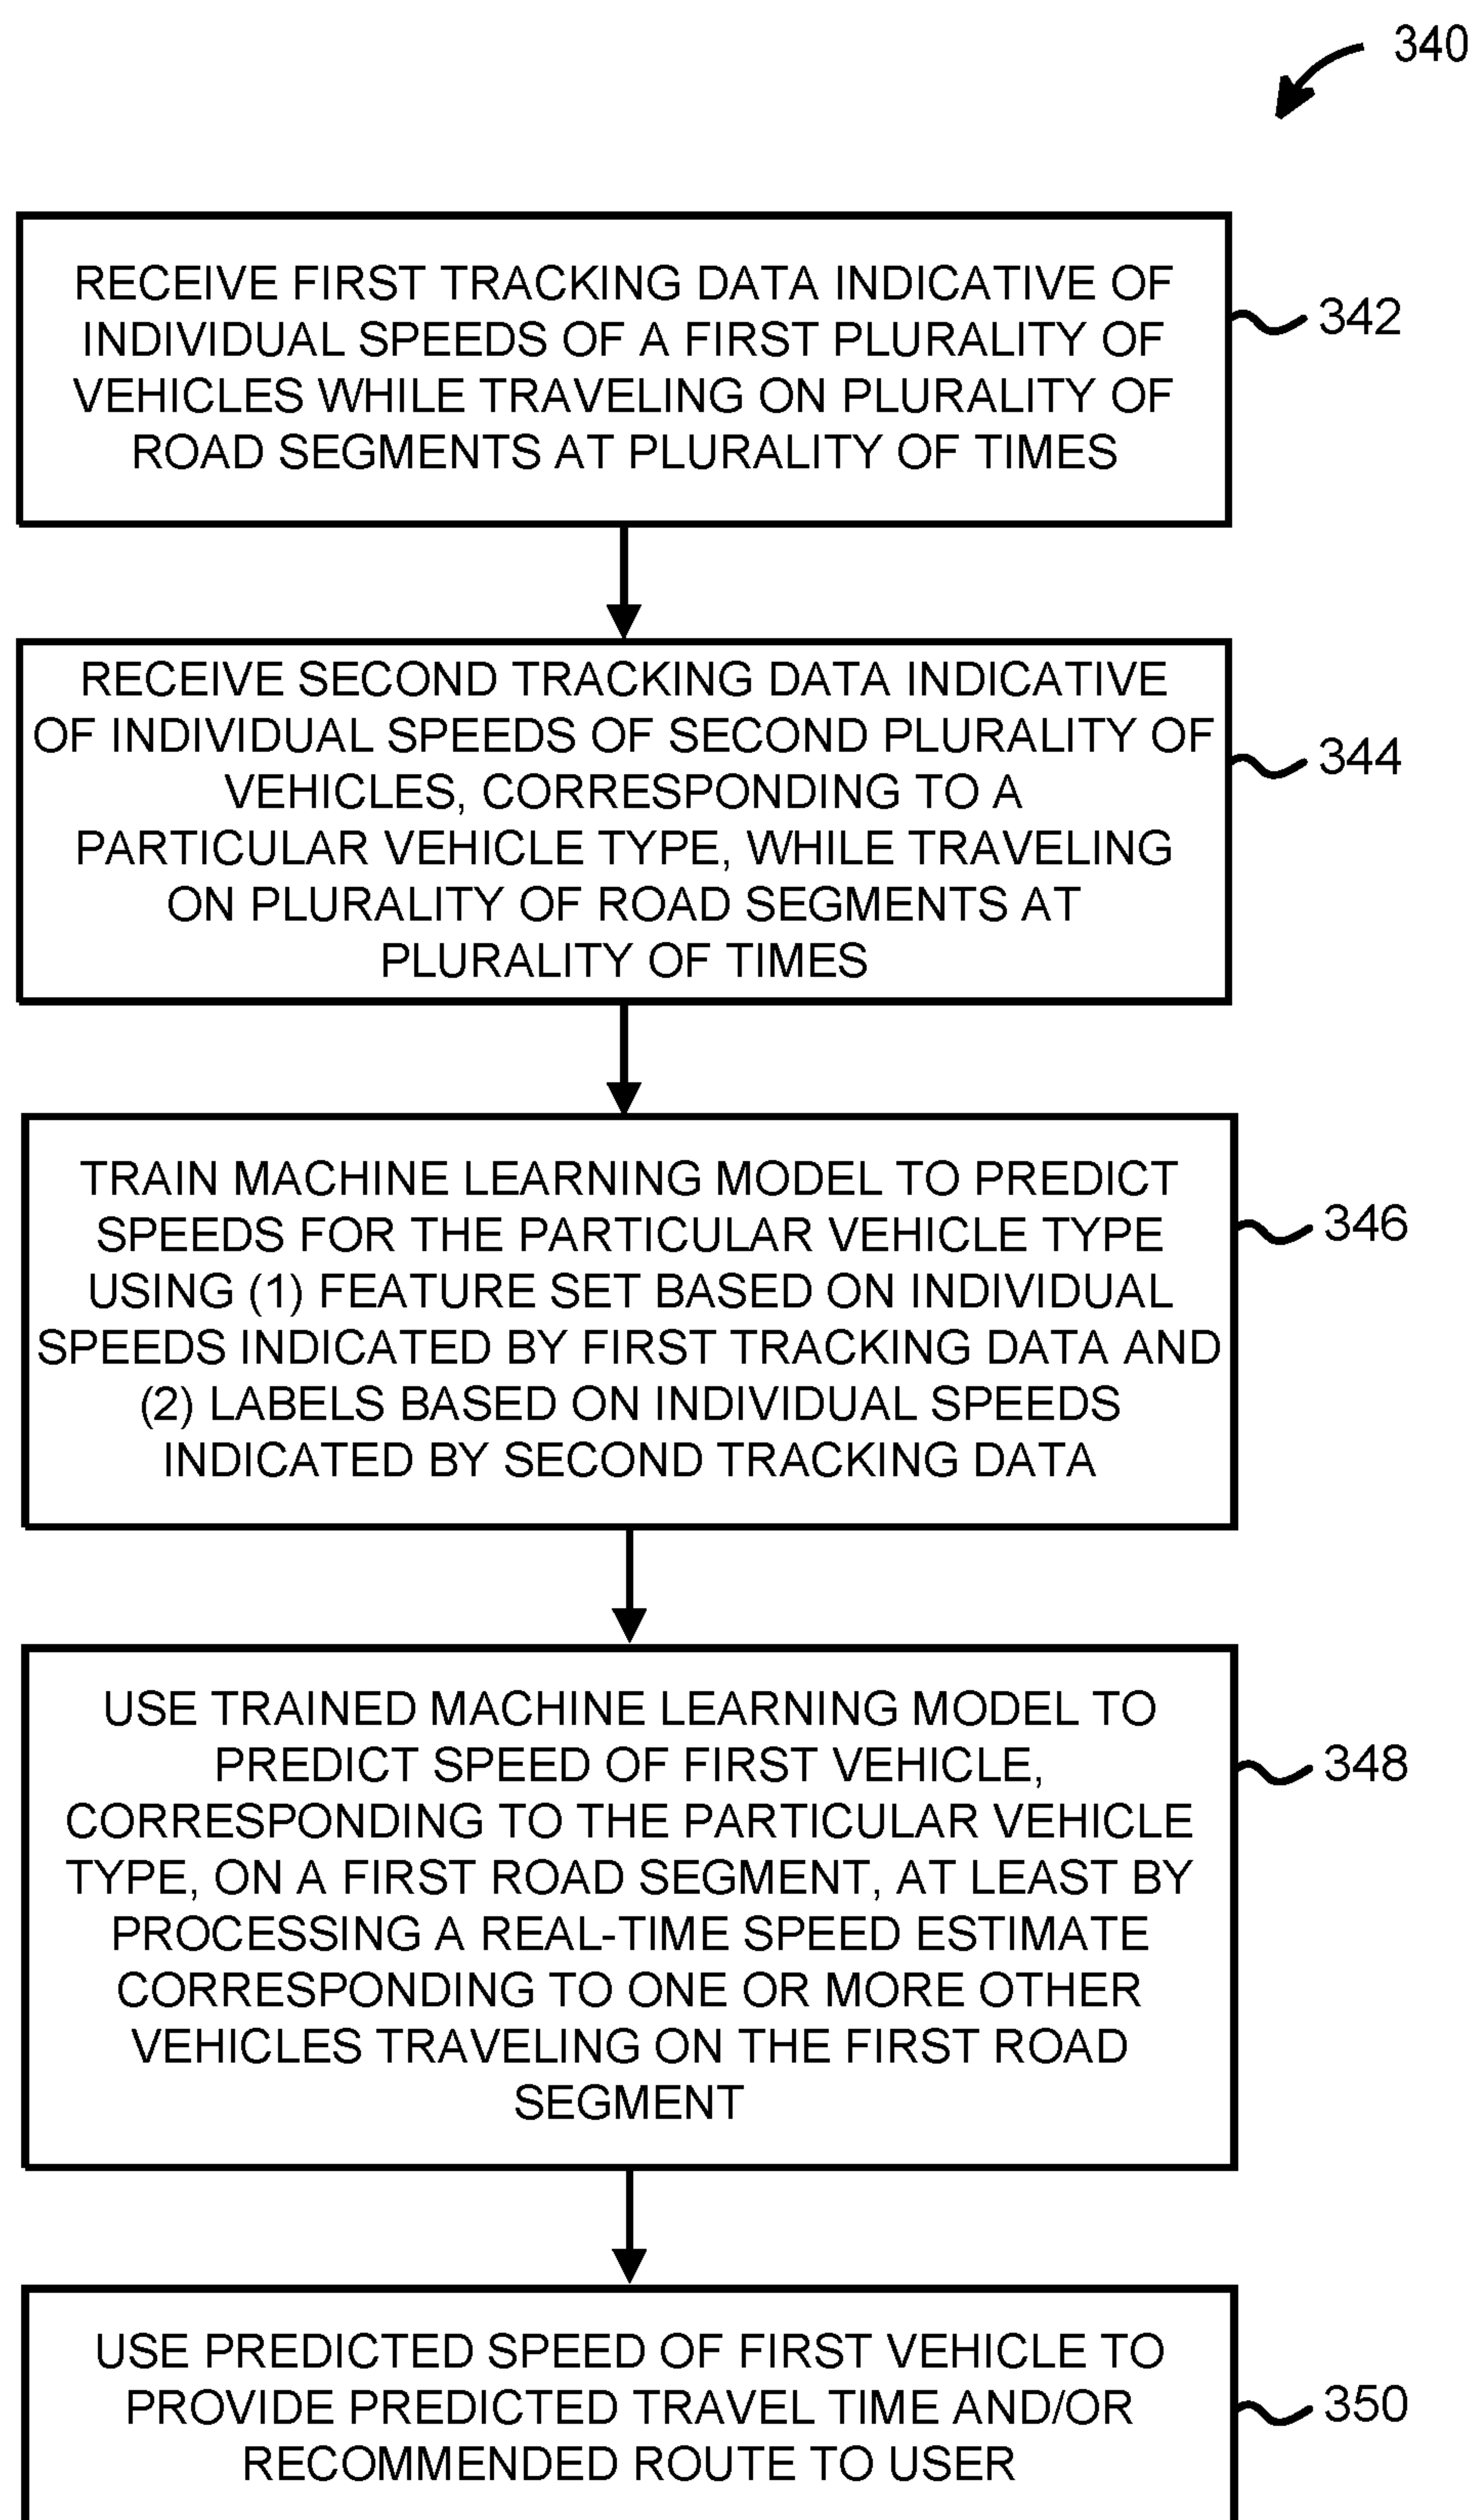 340
RECEIVE FIRST TRACKING DATA INDICATIVE OF
INDIVIDUAL SPEEDS OF A FIRST PLURALITY OF
VEHICLES WHILE TRAVELING ON PLURALITY OF
ROAD SEGMENTS AT PLURALITY OF TIMES
342
RECEIVE SECOND TRACKING DATA INDICATIVE
OF INDIVIDUAL SPEEDS OF SECOND PLURALITY OF
VEHICLES, CORRESPONDING TO A
PARTICULAR VEHICLE TYPE, WHILE TRAVELING
ON PLURALITY OF ROAD SEGMENTS AT
PLURALITY OF TIMES
344
TRAIN MACHINE LEARNING MODEL TO PREDICT
SPEEDS FOR THE PARTICULAR VEHICLE TYPE
USING (1) FEATURE SET BASED ON INDIVIDUAL
SPEEDS INDICATED BY FIRST TRACKING DATA AND
(2) LABELS BASED ON INDIVIDUAL SPEEDS
INDICATED BY SECOND TRACKING DATA
346
USE TRAINED MACHINE LEARNING MODEL TO
PREDICT SPEED OF FIRST VEHICLE,
CORRESPONDING TO THE PARTICULAR VEHICLE
TYPE, ON A FIRST ROAD SEGMENT, AT LEAST BY
PROCESSING A REAL-TIME SPEED ESTIMATE
CORRESPONDING TO ONE OR MORE OTHER
VEHICLES TRAVELING ON THE FIRST ROAD
SEGMENT
348
USE PREDICTED SPEED OF FIRST VEHICLE TO
PROVIDE PREDICTED TRAVEL TIME AND/OR
RECOMMENDED ROUTE TO USER
350